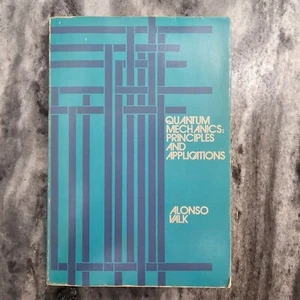 QUANTUM
MECHANICS:
PRINCIPLES
AND
APPLICATIONS
ALONSO
VALK